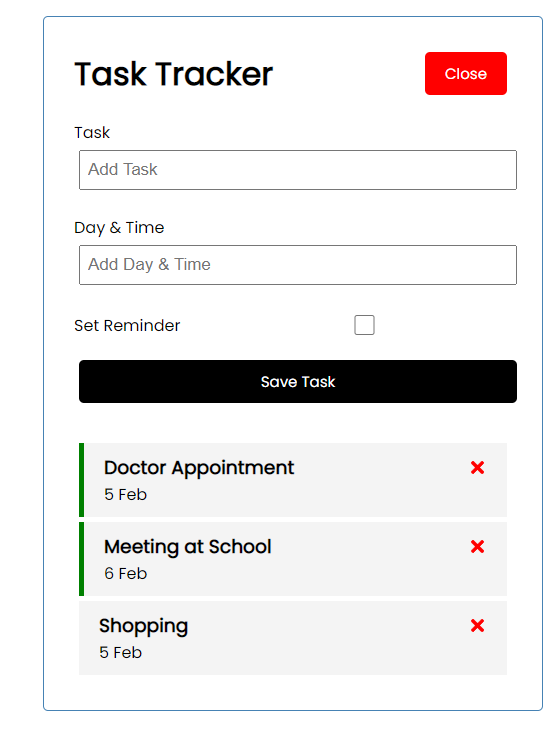 Task Tracker
Close
Task
Add Task
Day & Time
Add Day & Time
Set Reminder
Save Task
Doctor Appointment
5 Feb
Meeting at School
6 Feb
Shopping
5 Feb